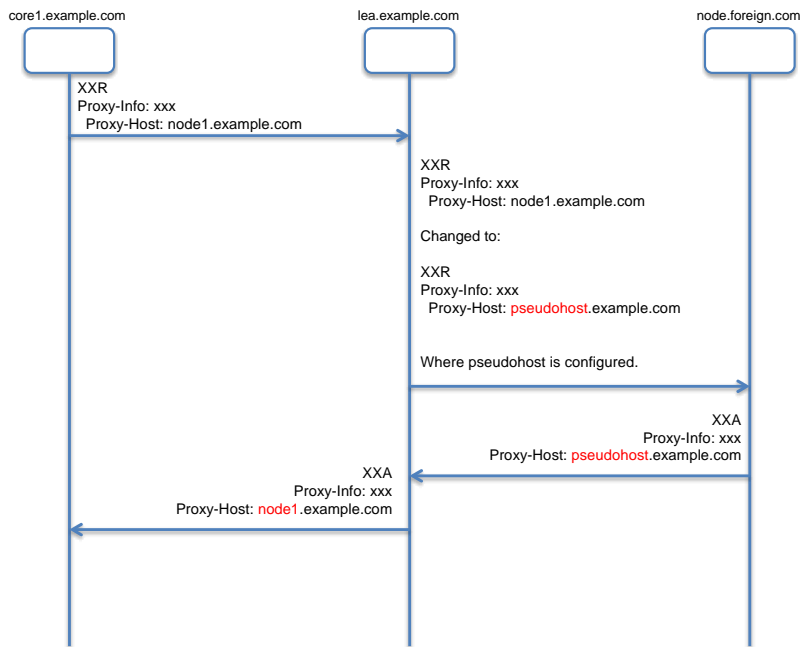 core1.example.com
lea.example.com
node.foreign.com
XXR
Proxy-Info: xxx
Proxy-Host: node1.example.com
XXR
Proxy-Info: xxx
Proxy-Host: node1.example.com
Changed to:
XXR
Proxy-Info: xxx
Proxy-Host: pseudohost.example.com
Where pseudohost is configured.
XXA
Proxy-Info: xxx
Proxy-Host: pseudohost.example.com
XXA
Proxy-Info: xxx
Proxy-Host: node1.example.com